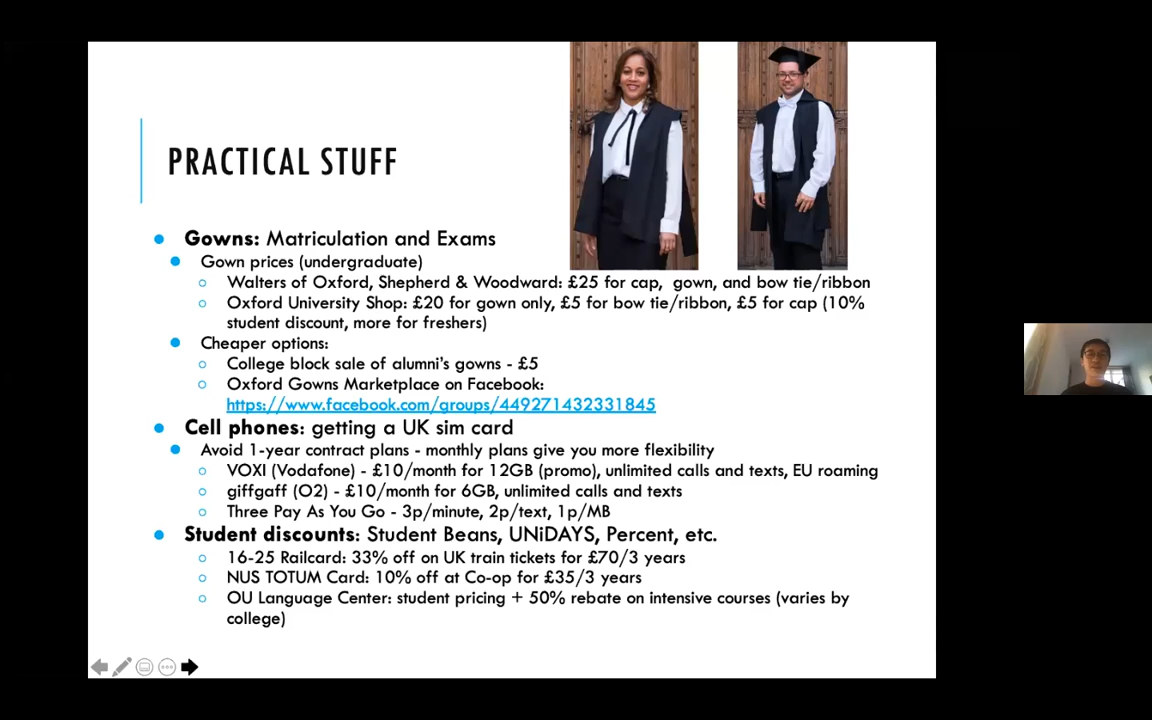 PRACTICAL STUFF
Gowns: Matriculation and Exams
Gown prices (undergraduate)
Walters of Oxford, Shepherd & Woodward: £25 for cap, gown, and bow tie/ribbon
Oxford University Shop: £20 for gown only, £5 for bow tie/ribbon, £5 for cap (10%
student discount, more for freshers)
Cheaper options:
College block sale of alumni's gowns - £5
Oxford Gowns Marketplace on Facebook:
https://www.facebook.com/groups/449271432331845
Cell phones: getting a UK sim card
Avoid 1-year contract plans - monthly plans give you more flexibility
VOXI (Vodafone) - £10/month for 12GB (promo), unlimited calls and texts, EU roaming
giffgaff (O2) - £10/month for 6GB, unlimited calls and texts
Three Pay As You Go - 3p/minute, 2p/text, 1p/MB
Student discounts: Student Beans, UNiDAYS, Percent, etc.
16-25 Railcard: 33% off on UK train tickets for £70/3 years
NUS TOTUM Card: 10% off at Co-op for £35/3 years
OU Language Center: student pricing + 50% rebate on intensive courses (varies by
college)